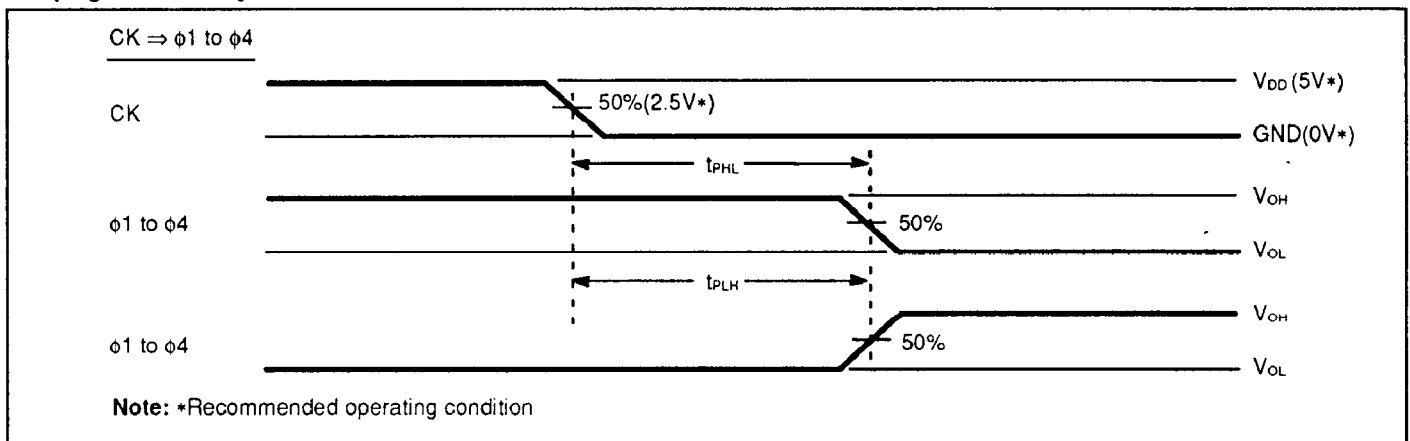 CK ⇒ φ1 to φ4
VDD (5V*)
CK
50%(2.5V*)
GND(0V*)
tPHL
VOH
φ1 to φ4
50%
VOL
tPLH
VOH
φ1 to φ4
50%
VOL
Note: *Recommended operating condition